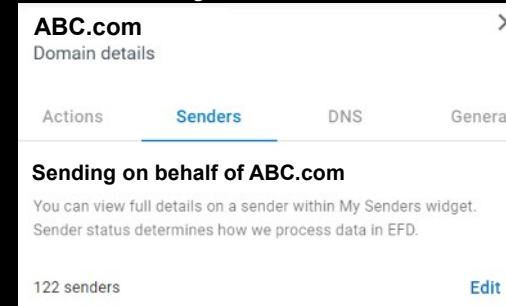 ABC.com
Domain details
Actions Senders DNS Genera
Sending on behalf of ABC.com
You can view full details on a sender within My Senders widget.
Sender status determines how we process data in EFD.
122 senders Edit